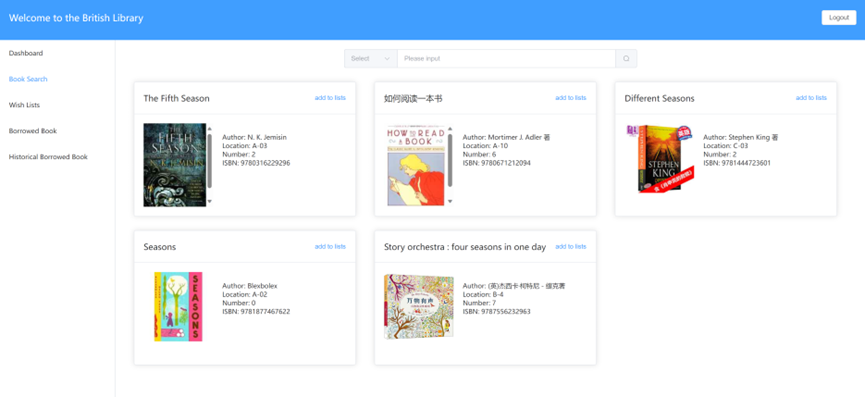 Welcome to the British Library
Logout
Dashboard
Book Search
Wish Lists
Borrowed Book
Historical Borrowed Book
Select
Please input
The Fifth Season
add to lists
THE
FIFTH
SEASON
N.K. JEMISIN
Author: N. K. Jemisin
Location: A-03
Number: 2
ISBN: 9780316229296
如何阅读一本书
add to lists
HOW TO READ
A BOOK
Author: Mortimer J. Adler 著
Location: A-10
Number: 6
ISBN: 9780671212094
Different Seasons
add to lists
STEPHEN
KING
Author: Stephen King 著
Location: C-03
Number: 2
ISBN: 9781444723601
Seasons
add to lists
SEASONS
Author: Blexbolex
Location: A-02
Number: 0
ISBN: 9781877467622
Story orchestra : four seasons in one day
add to lists
万物有声
Author: (英)杰西卡·柯特尼 - 缇克莱
Location: B-4
Number: 7
ISBN: 9787556232963